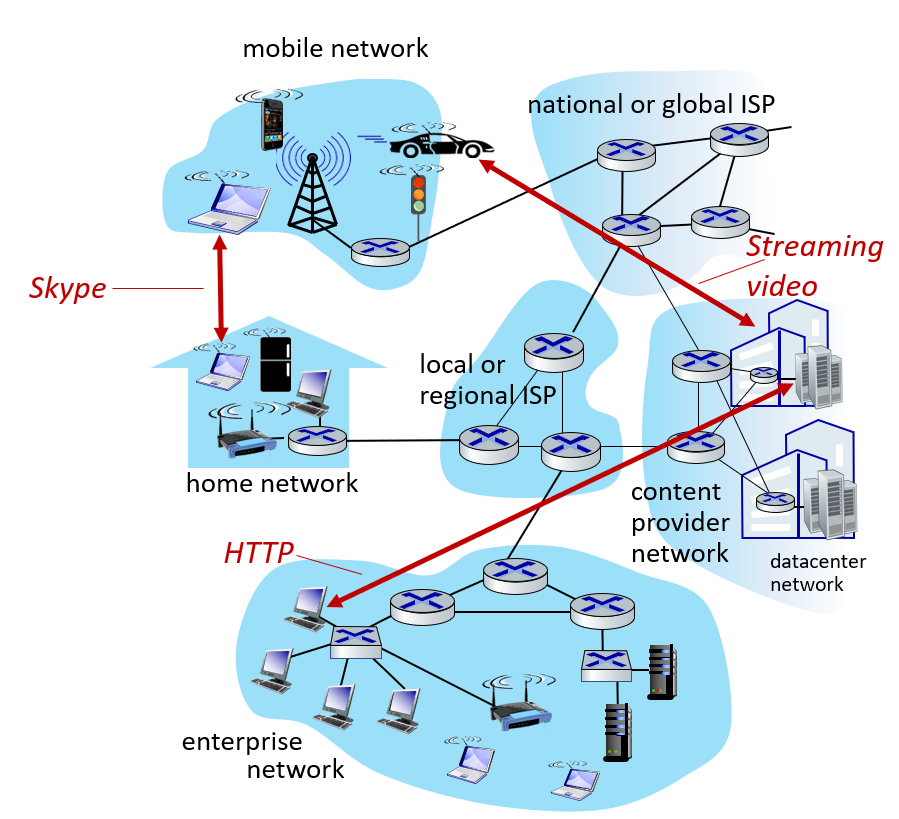 mobile network
national or global ISP
Streaming
video
Skype
local or
regional ISP
home network
content
provider
network
datacenter
network
HTTP
enterprise
network